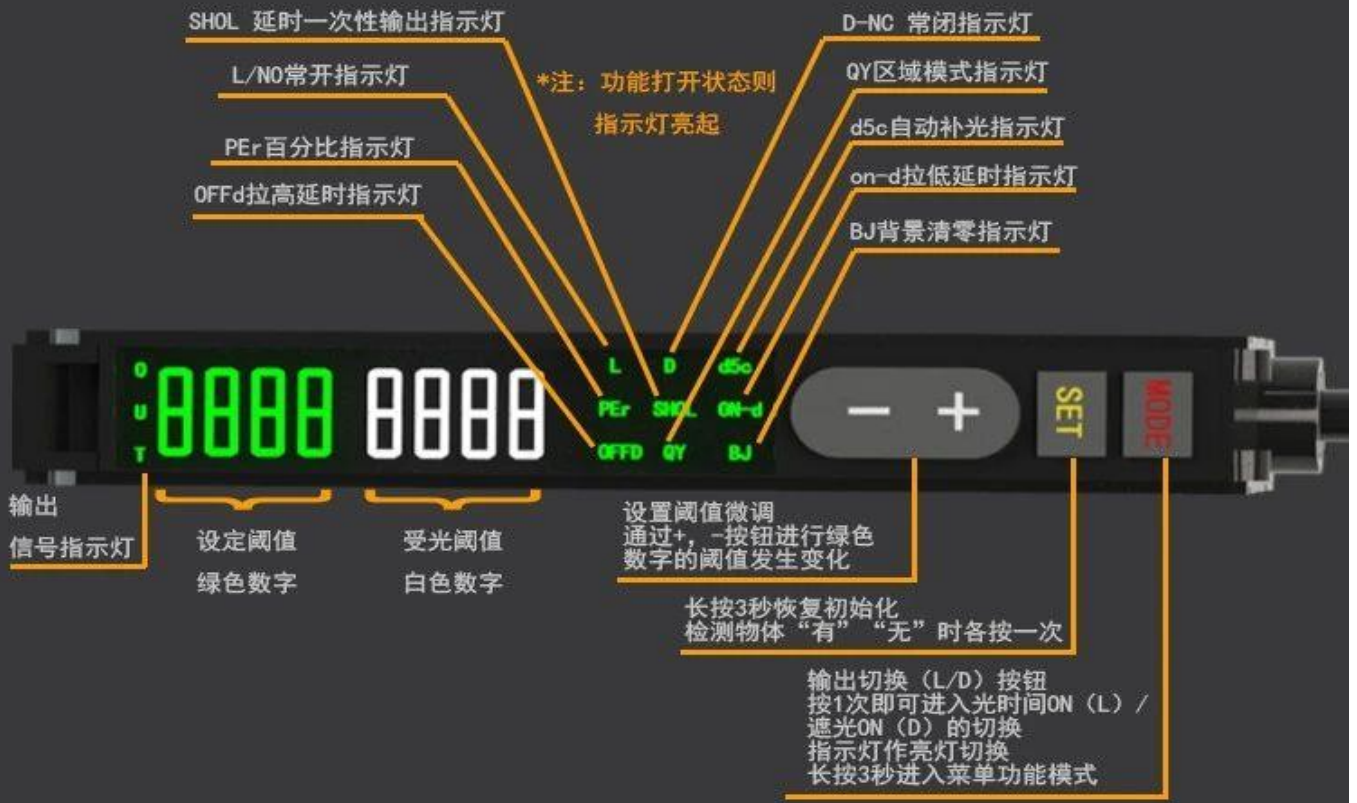 SHOL 延时一次性输出指示灯
L/NO常开指示灯
PEr百分比指示灯
OFFd拉高延时指示灯
*注：功能打开状态则
指示灯亮起
D-NC 常闭指示灯
QY区域模式指示灯
d5c自动补光指示灯
on-d拉低延时指示灯
BJ背景清零指示灯
O
U
T
8888
8888
L D d5c
PEr SHOL ON-d
OFFD QY BJ
− +
SET
MODE
输出
信号指示灯
设定阈值
绿色数字
受光阈值
白色数字
设置阈值微调
通过+，-按钮进行绿色
数字的阈值发生变化
长按3秒恢复初始化
检测物体“有”“无”时各按一次
输出切换（L/D）按钮
按1次即可进入光时间ON（L）/
遮光ON（D）的切换
指示灯作亮灯切换
长按3秒进入菜单功能模式